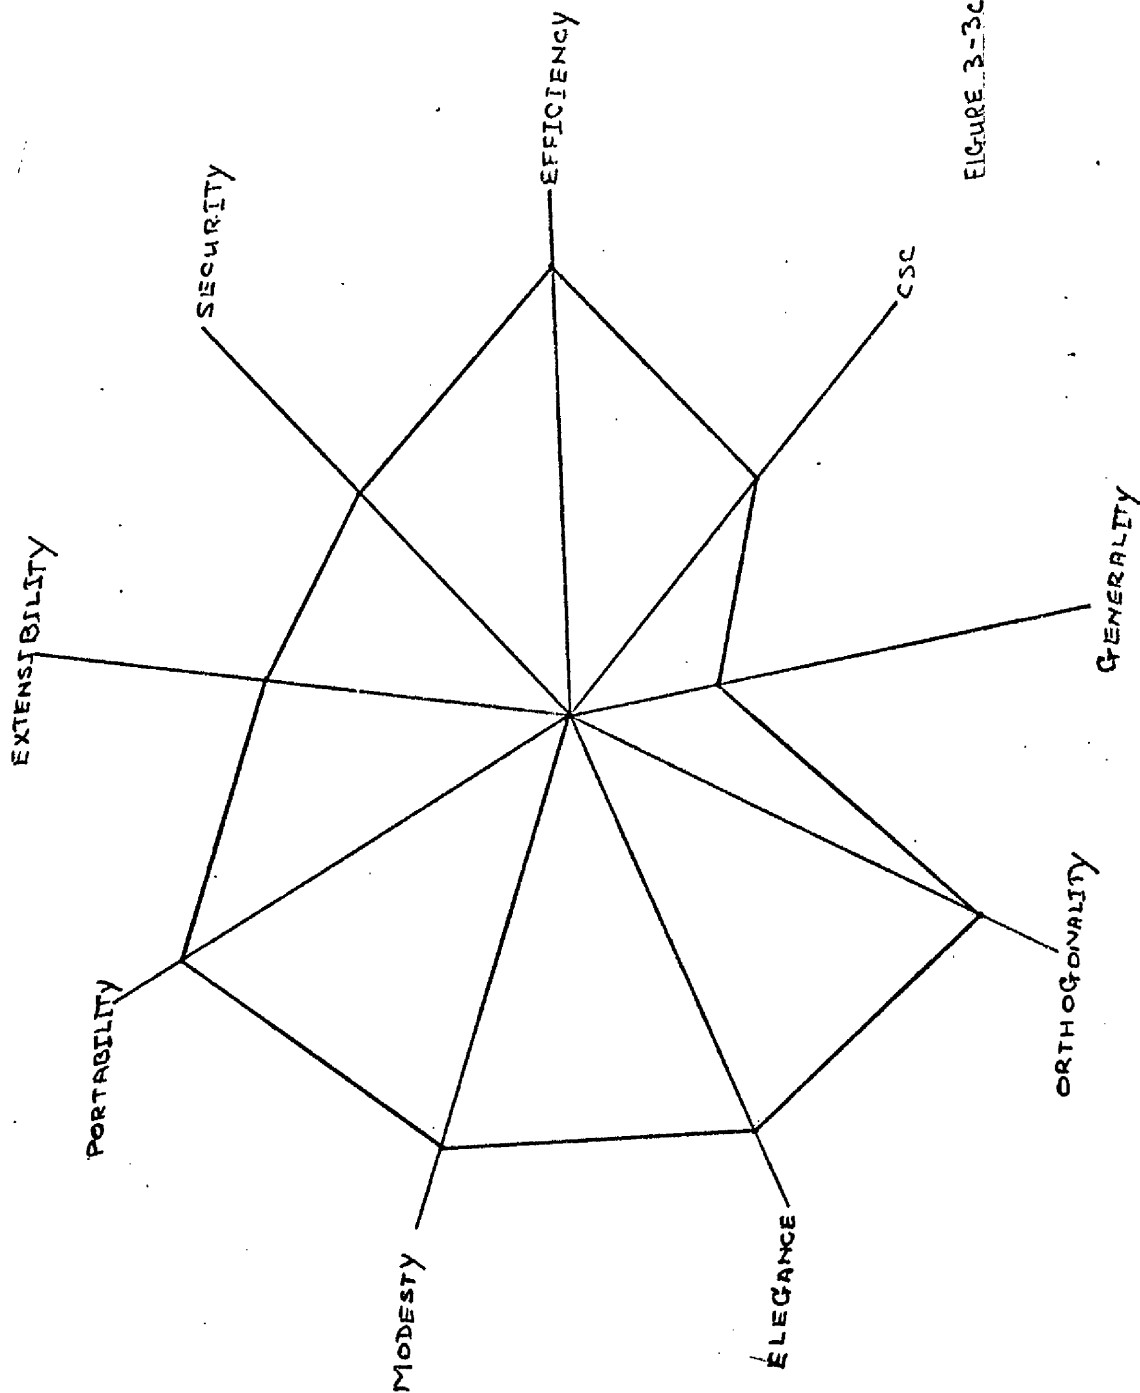 EXTENSIBILITY
SECURITY
EFFICIENCY
CSC
GENERALITY
ORTHOGONALITY
ELEGANCE
MODESTY
PORTABILITY
FIGURE 3-3C